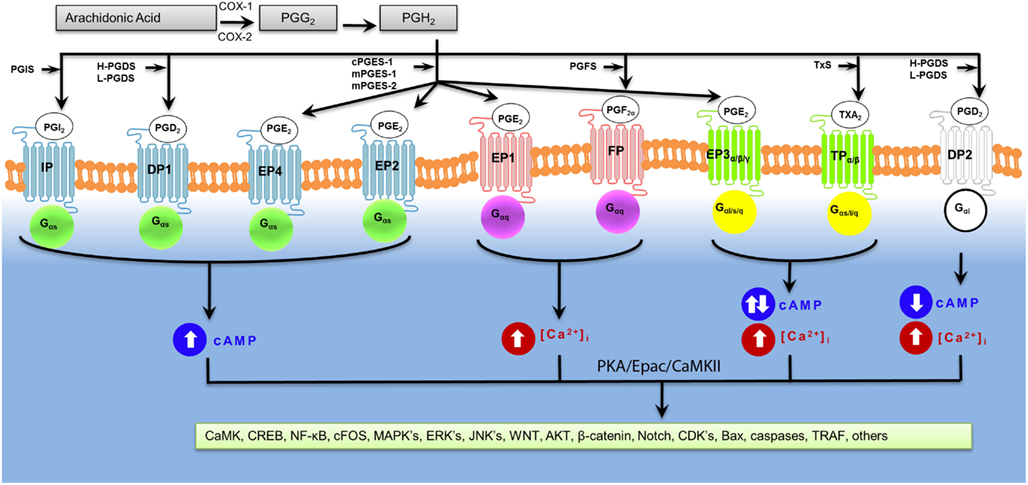 Arachidonic Acid
COX-1
COX-2
PGG₂
PGH₂
PGIS
H-PGDS
L-PGDS
cPGES-1
mPGES-1
mPGES-2
PGFS
TxS
H-PGDS
L-PGDS
PGI₂
PGD₂
PGE₂
PGE₂
PGE₂
PGF₂α
PGE₂
TXA₂
PGD₂
IP
DP1
EP4
EP2
EP1
FP
EP3α/β/γ
TPα/β
DP2
Gαs
Gαs
Gαs
Gαs
Gαq
Gαq
Gαi/s/q
Gαs/i/q
Gαi
cAMP
[Ca²⁺]i
cAMP
[Ca²⁺]i
cAMP
[Ca²⁺]i
PKA/Epac/CaMKII
CaMK, CREB, NF-κB, cFOS, MAPK's, ERK's, JNK's, WNT, AKT, β-catenin, Notch, CDK's, Bax, caspases, TRAF, others